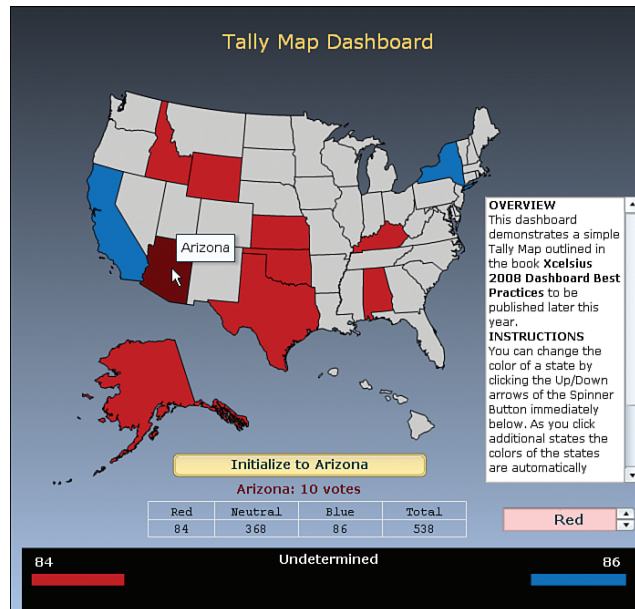 Tally Map Dashboard
Arizona
OVERVIEW
This dashboard
demonstrates a simple
Tally Map outlined in
the book Xcelsius
2008 Dashboard Best
Practices to be
published later this
year.
INSTRUCTIONS
You can change the
color of a state by
clicking the Up/Down
arrows of the Spinner
Button immediately
below. As you click
additional states the
colors of the states
are automatically
Initialize to Arizona
Arizona: 10 votes
Red Neutral Blue Total
84 368 86 538
Red
84 Undetermined 86